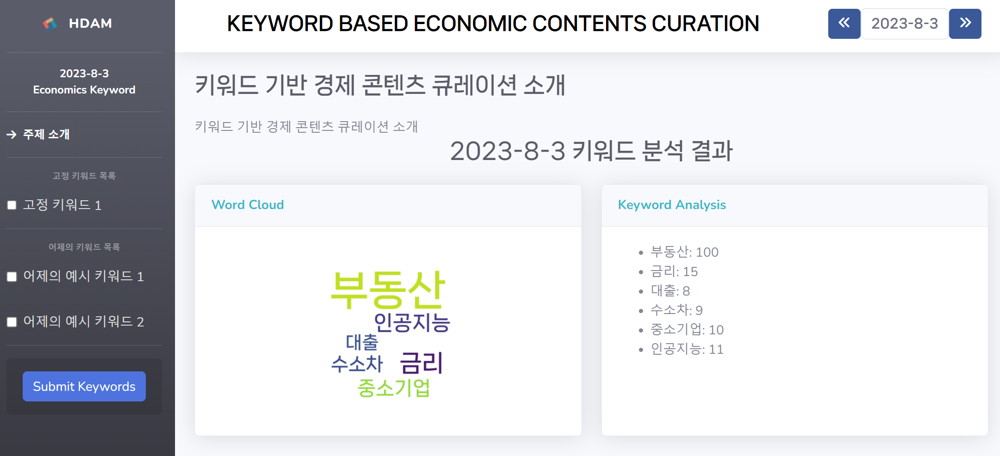 HDAM
2023-8-3
Economics Keyword
주제 소개
고정 키워드 목록
고정 키워드 1
어제의 키워드 목록
어제의 예시 키워드 1
어제의 예시 키워드 2
Submit Keywords
KEYWORD BASED ECONOMIC CONTENTS CURATION
2023-8-3
키워드 기반 경제 콘텐츠 큐레이션 소개
키워드 기반 경제 콘텐츠 큐레이션 소개
2023-8-3 키워드 분석 결과
Word Cloud
부동산
인공지능
대출
수소차 금리
중소기업
Keyword Analysis
부동산: 100
금리: 15
대출: 8
수소차: 9
중소기업: 10
인공지능: 11